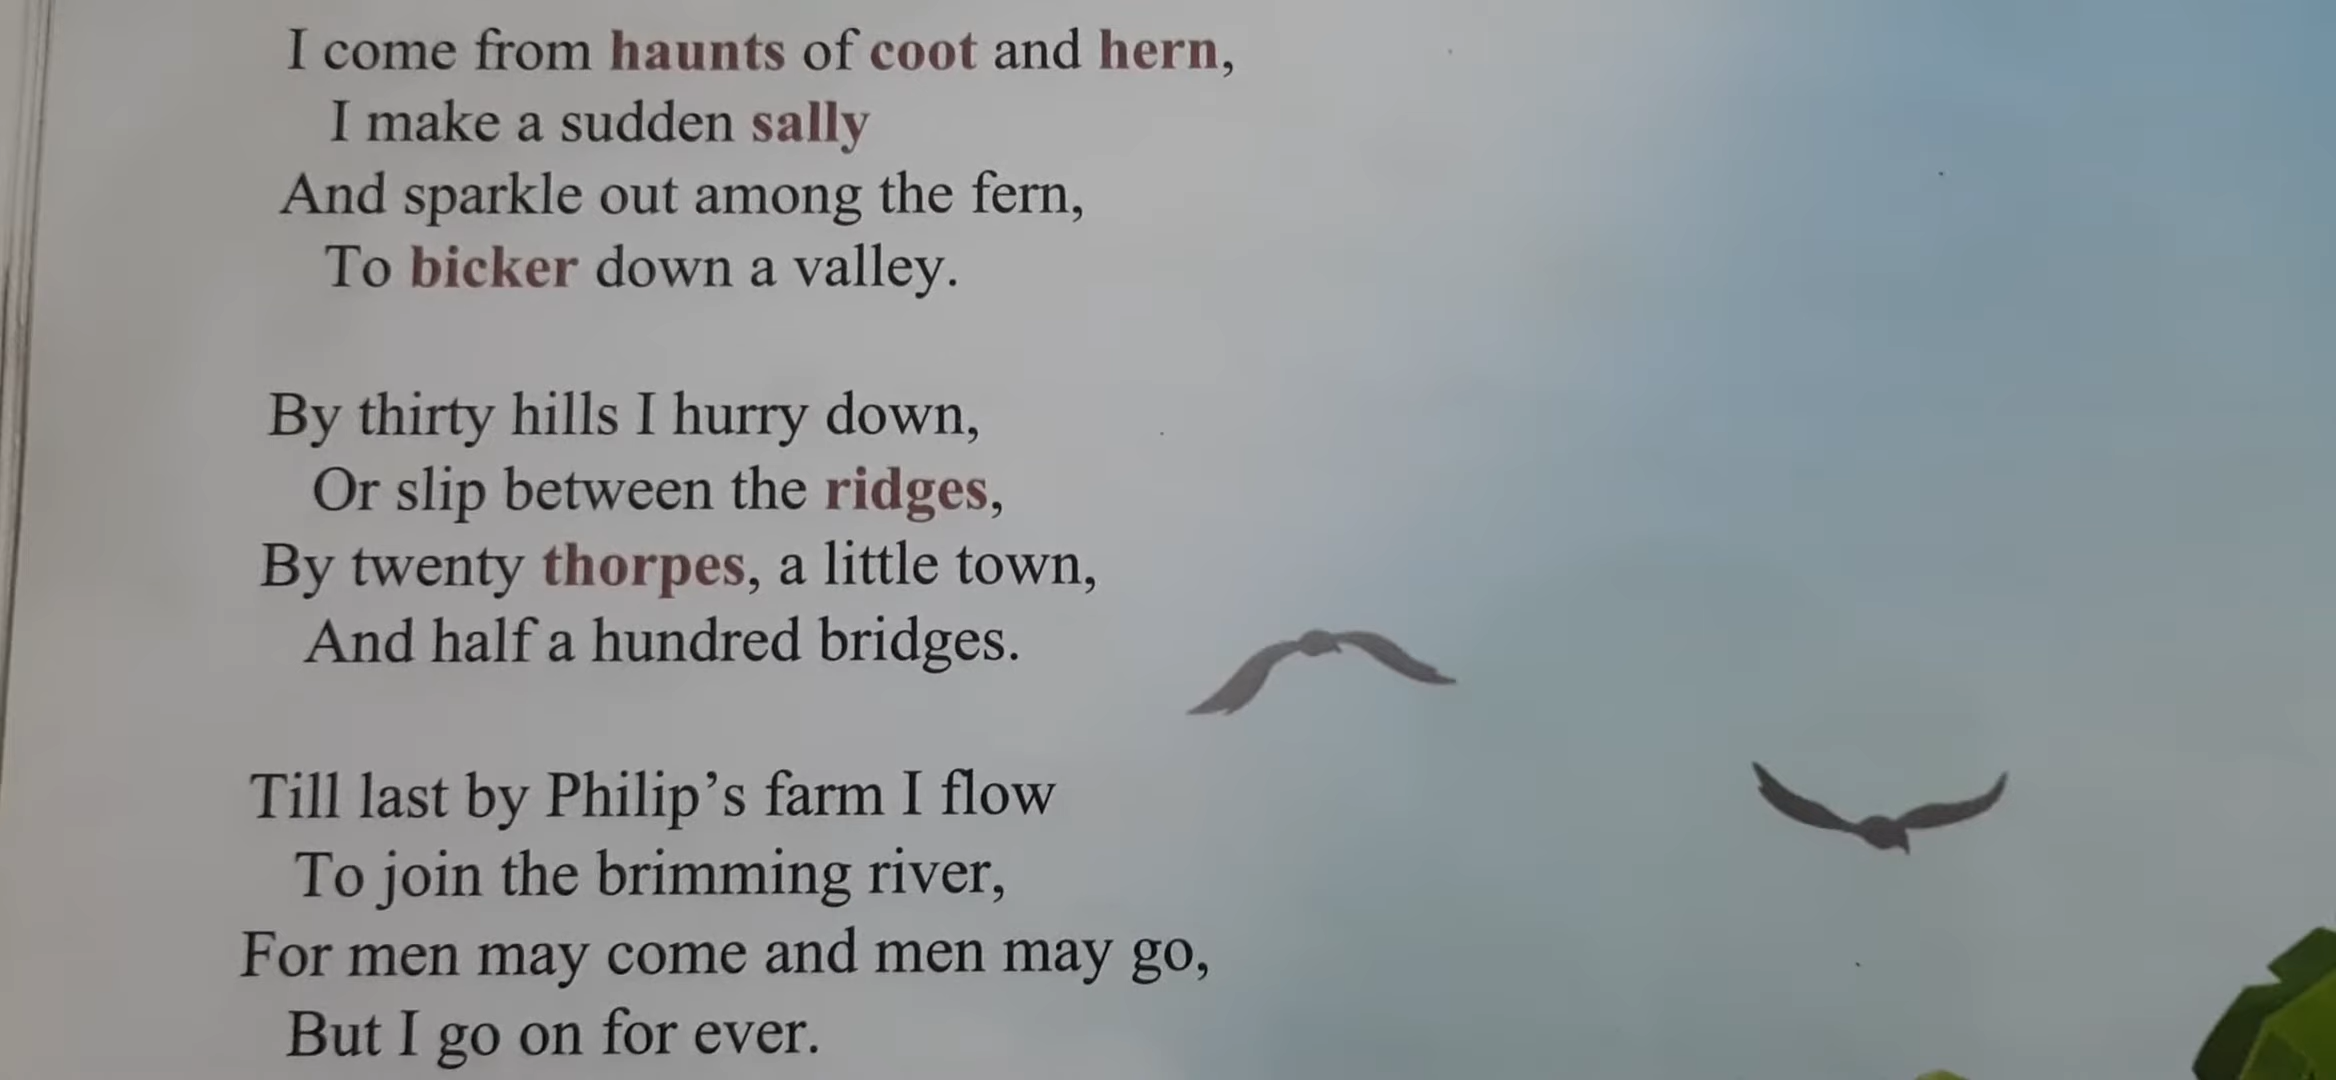 I come from haunts of coot and hern,
I make a sudden sally
And sparkle out among the fern,
To bicker down a valley.
By thirty hills I hurry down,
Or slip between the ridges,
By twenty thorpes, a little town,
And half a hundred bridges.
Till last by Philip’s farm I flow
To join the brimming river,
For men may come and men may go,
But I go on for ever.